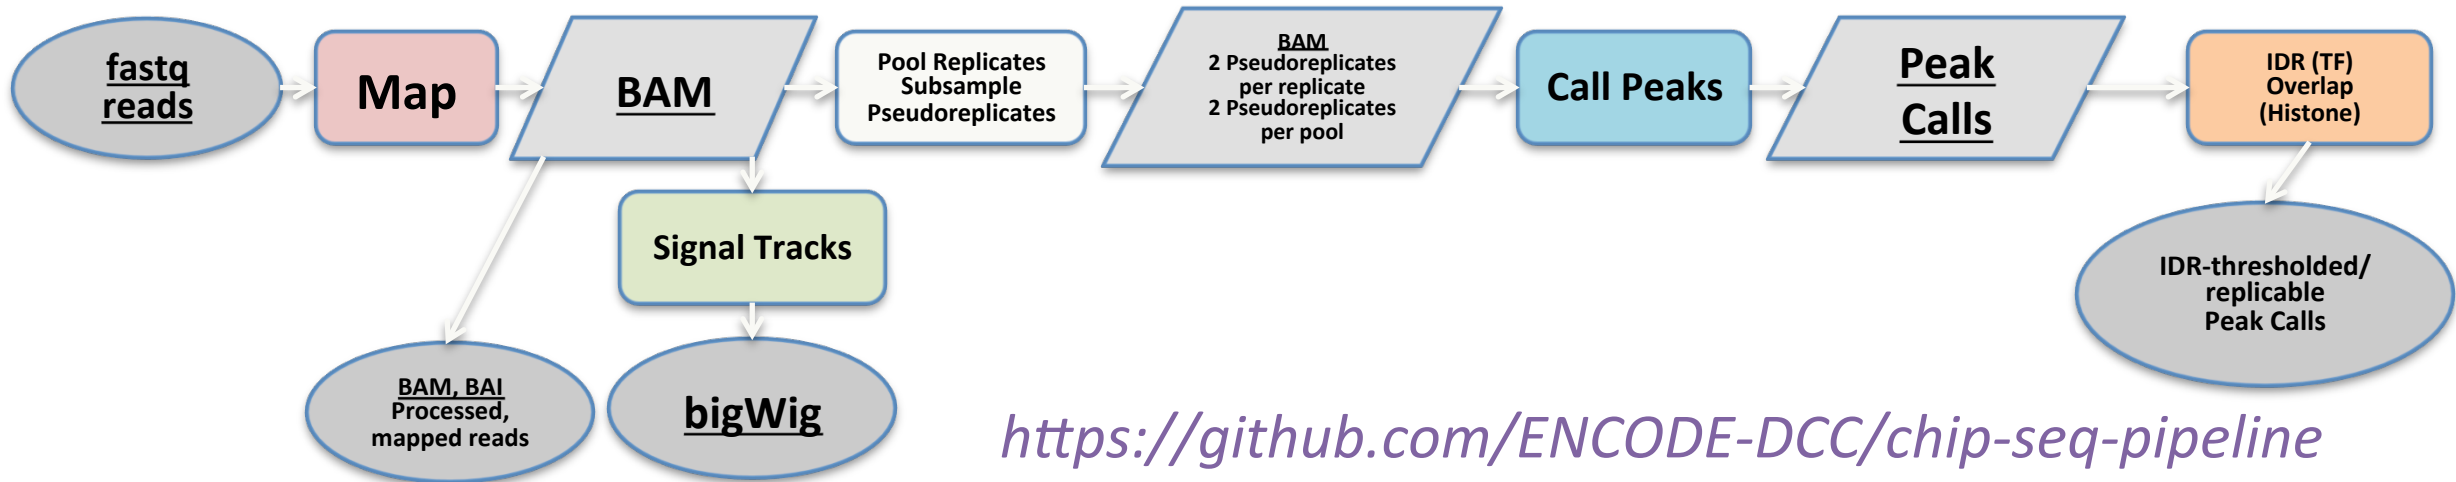 fastq
reads
Map
BAM
Pool Replicates
Subsample
Pseudoreplicates
BAM
2 Pseudoreplicates
per replicate
2 Pseudoreplicates
per pool
Call Peaks
Peak
Calls
IDR (TF)
Overlap
(Histone)
Signal Tracks
IDR-thresholded/
replicable
Peak Calls
BAM, BAI
Processed,
mapped reads
bigWig
https://github.com/ENCODE-DCC/chip-seq-pipeline